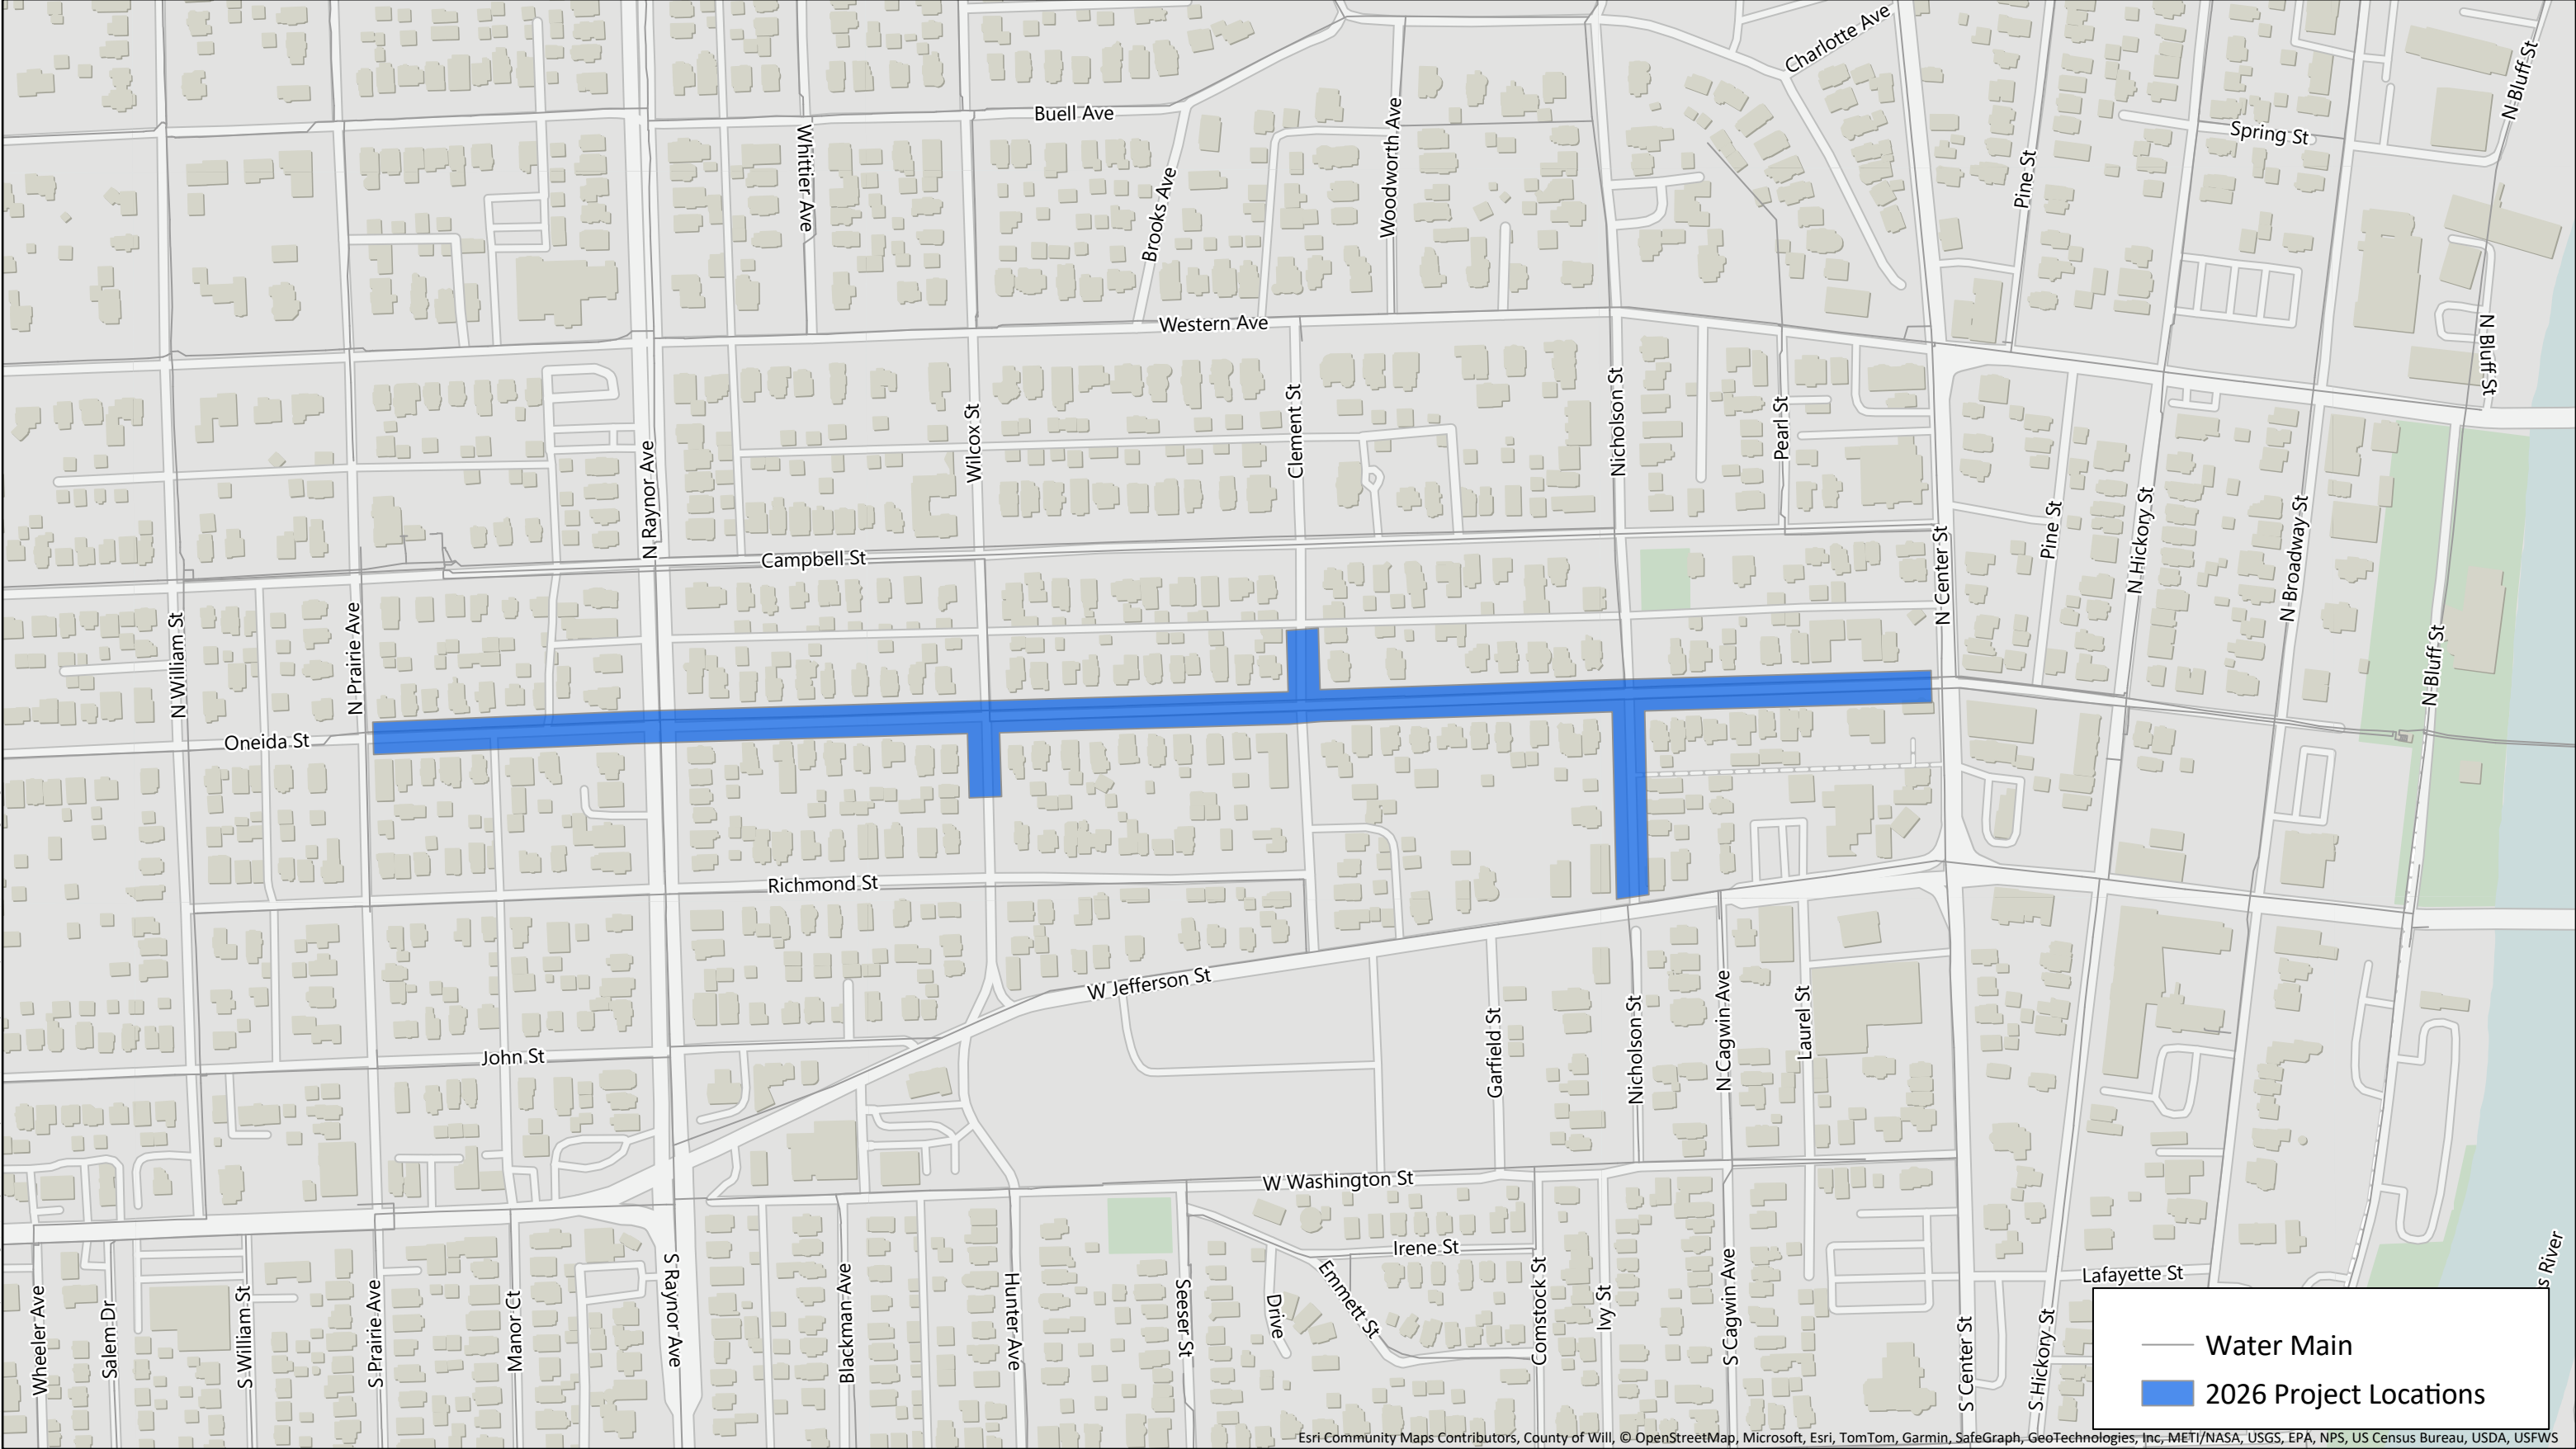 Charlotte Ave
N Bluff St
Buell Ave
Spring St
Whittier Ave
Woodworth Ave
Pine St
Brooks Ave
Western Ave
N Bluff St
Wilcox St
Clement St
Nicholson St
Pearl St
N Raynor Ave
Campbell St
Pine St
N Hickory St
N Broadway St
N Center St
N William St
N Prairie Ave
N Bluff St
Oneida St
Richmond St
W Jefferson St
Garfield St
Nicholson St
N Cagwin Ave
Laurel St
John St
W Washington St
Irene St
Lafayette St
s River
Wheeler Ave
Salem Dr
S William St
S Prairie Ave
Manor Ct
S Raynor Ave
Blackman Ave
Hunter Ave
Seeser St
Drive
Emmett St
Comstock St
Ivy St
S Cagwin Ave
S Center St
S Hickory St
Water Main
2026 Project Locations
Esri Community Maps Contributors, County of Will, © OpenStreetMap, Microsoft, Esri, TomTom, Garmin, SafeGraph, GeoTechnologies, Inc, METI/NASA, USGS, EPA, NPS, US Census Bureau, USDA, USFWS